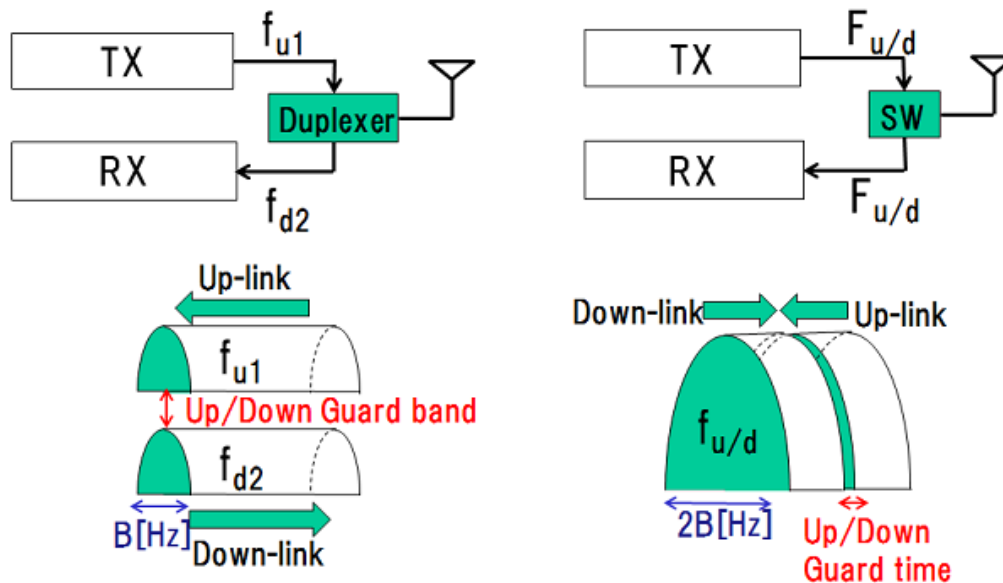 TX
f_u1
Duplexer
RX
f_d2
Up-link
f_u1
Up/Down Guard band
f_d2
B[Hz]
Down-link
TX
F_u/d
SW
RX
F_u/d
Down-link
Up-link
f_u/d
2B[Hz]
Up/Down
Guard time